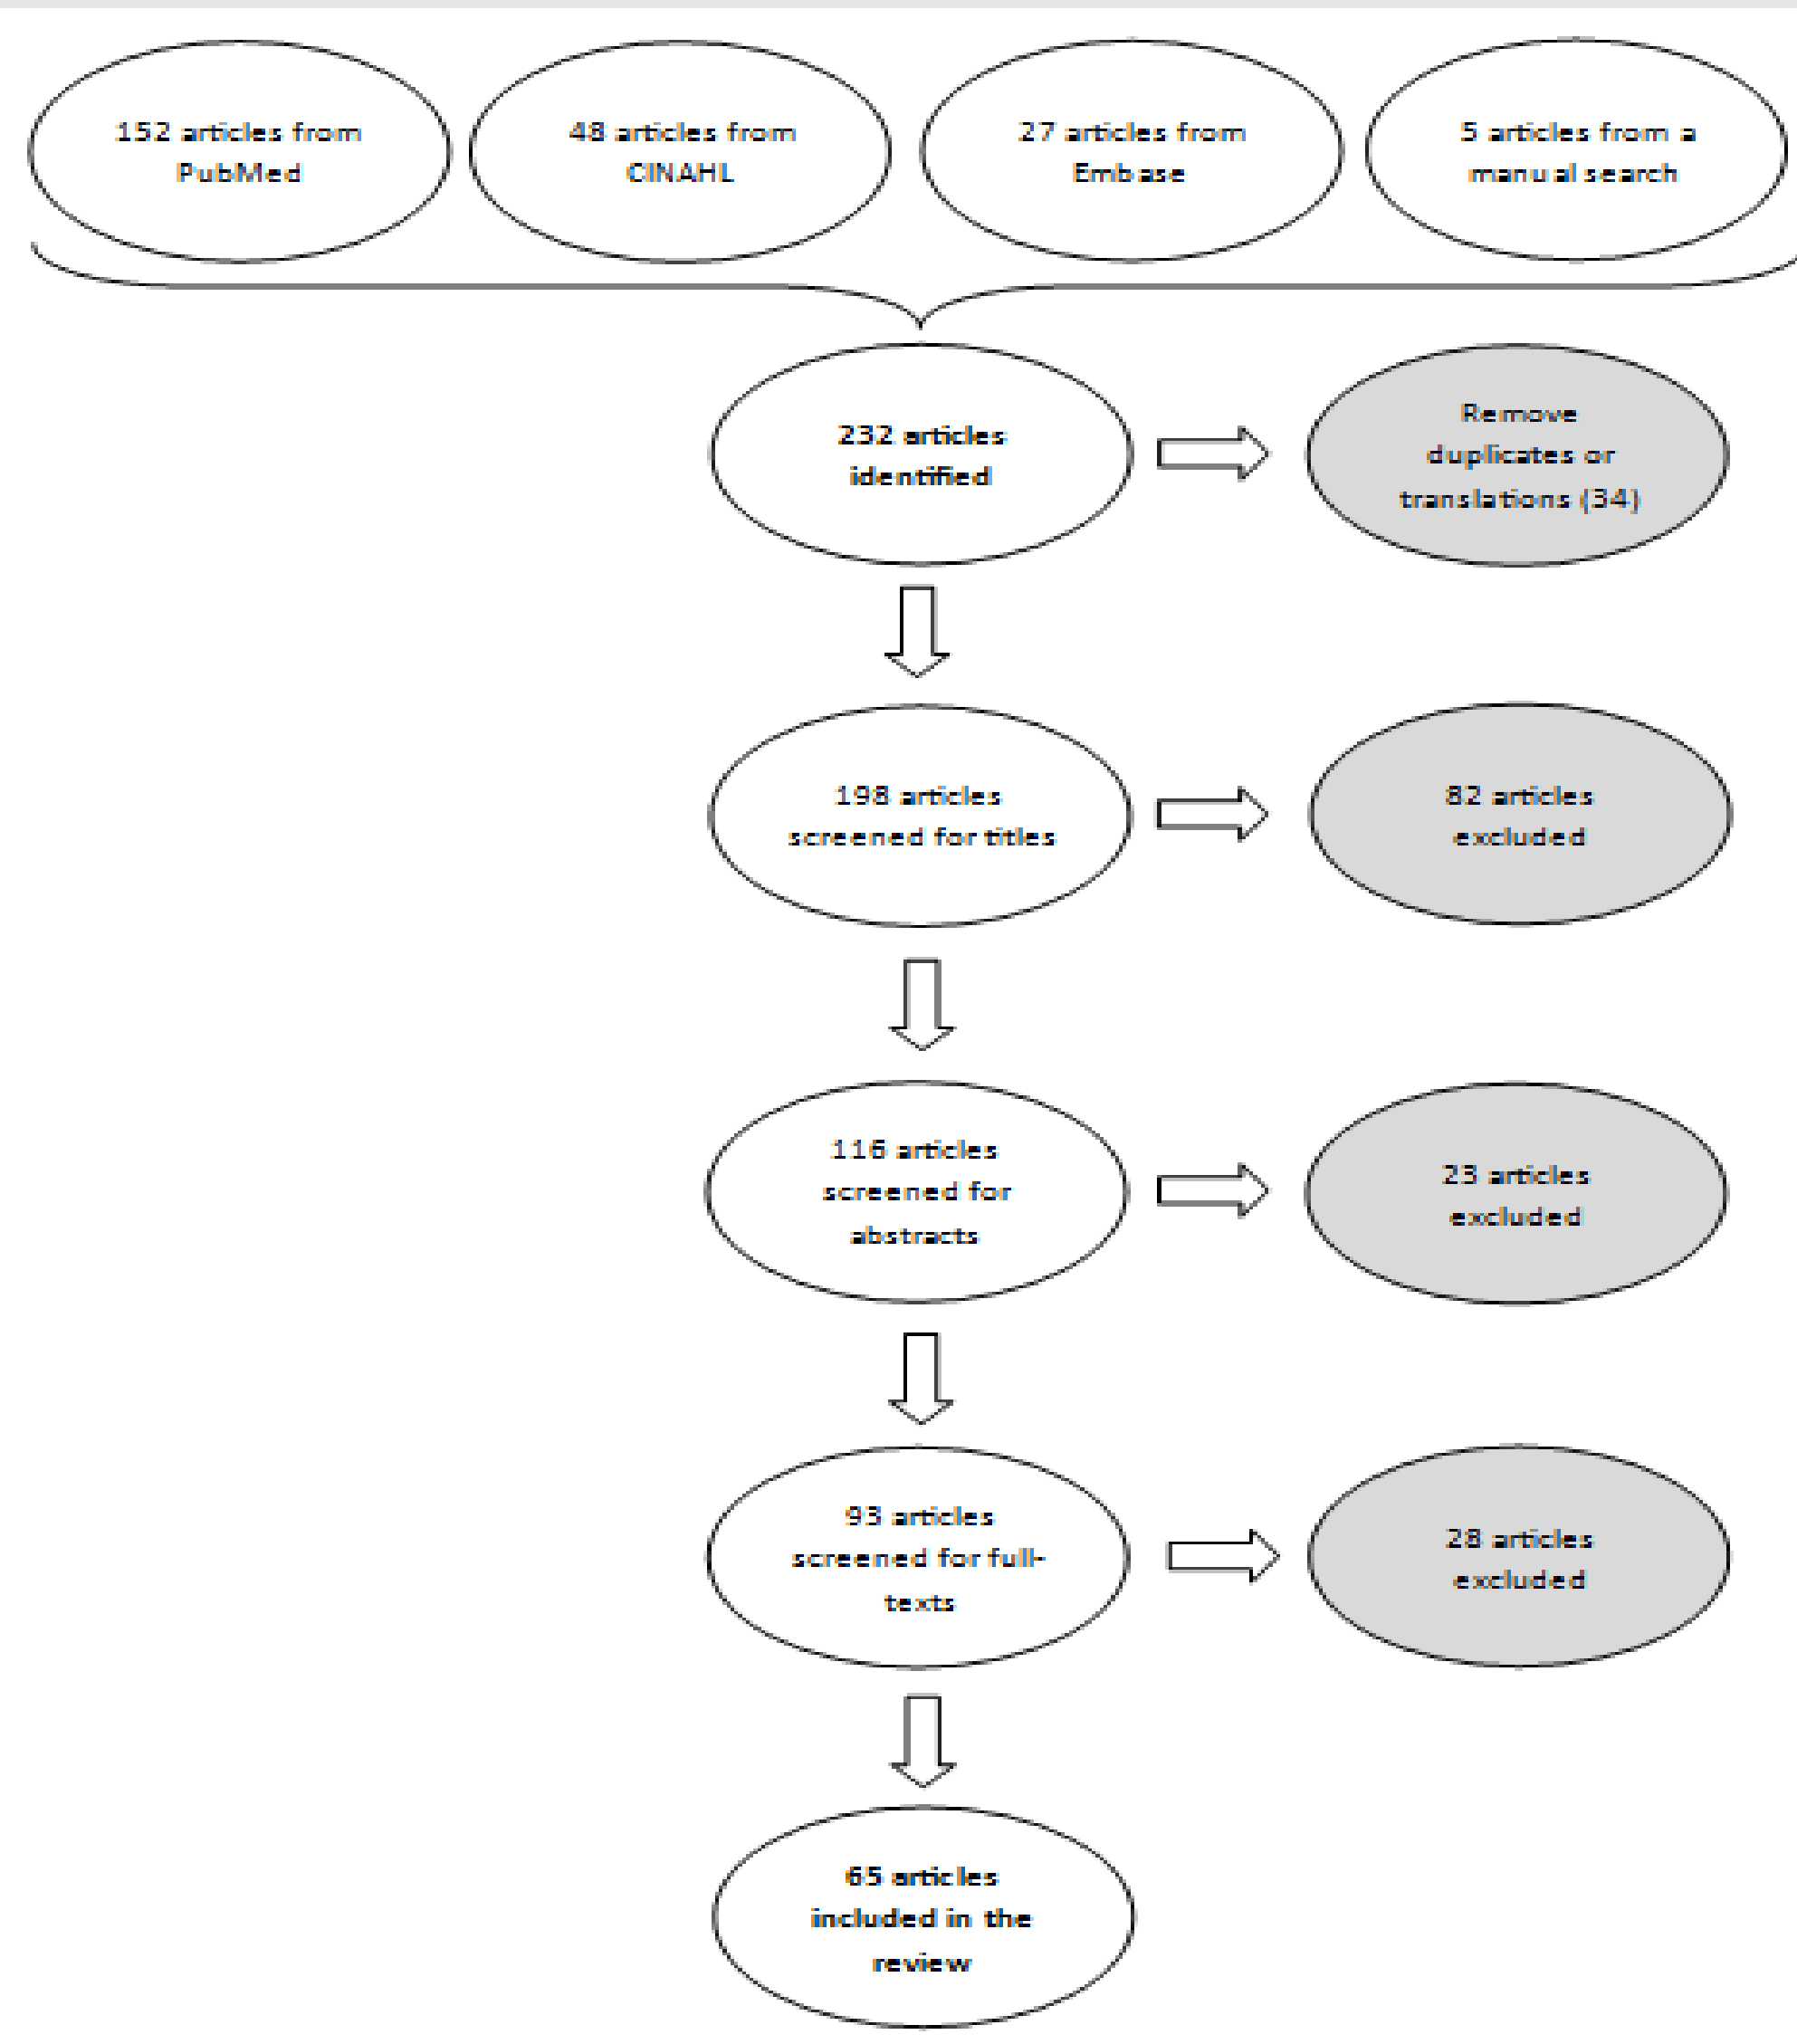 152 articles from
PubMed
48 articles from
CINAHL
27 articles from
Embase
5 articles from a
manual search
232 articles
identified
Remove
duplicates or
translations (34)
198 articles
screened for titles
82 articles
excluded
116 articles
screened for
abstracts
23 articles
excluded
93 articles
screened for full-
texts
28 articles
excluded
65 articles
included in the
review